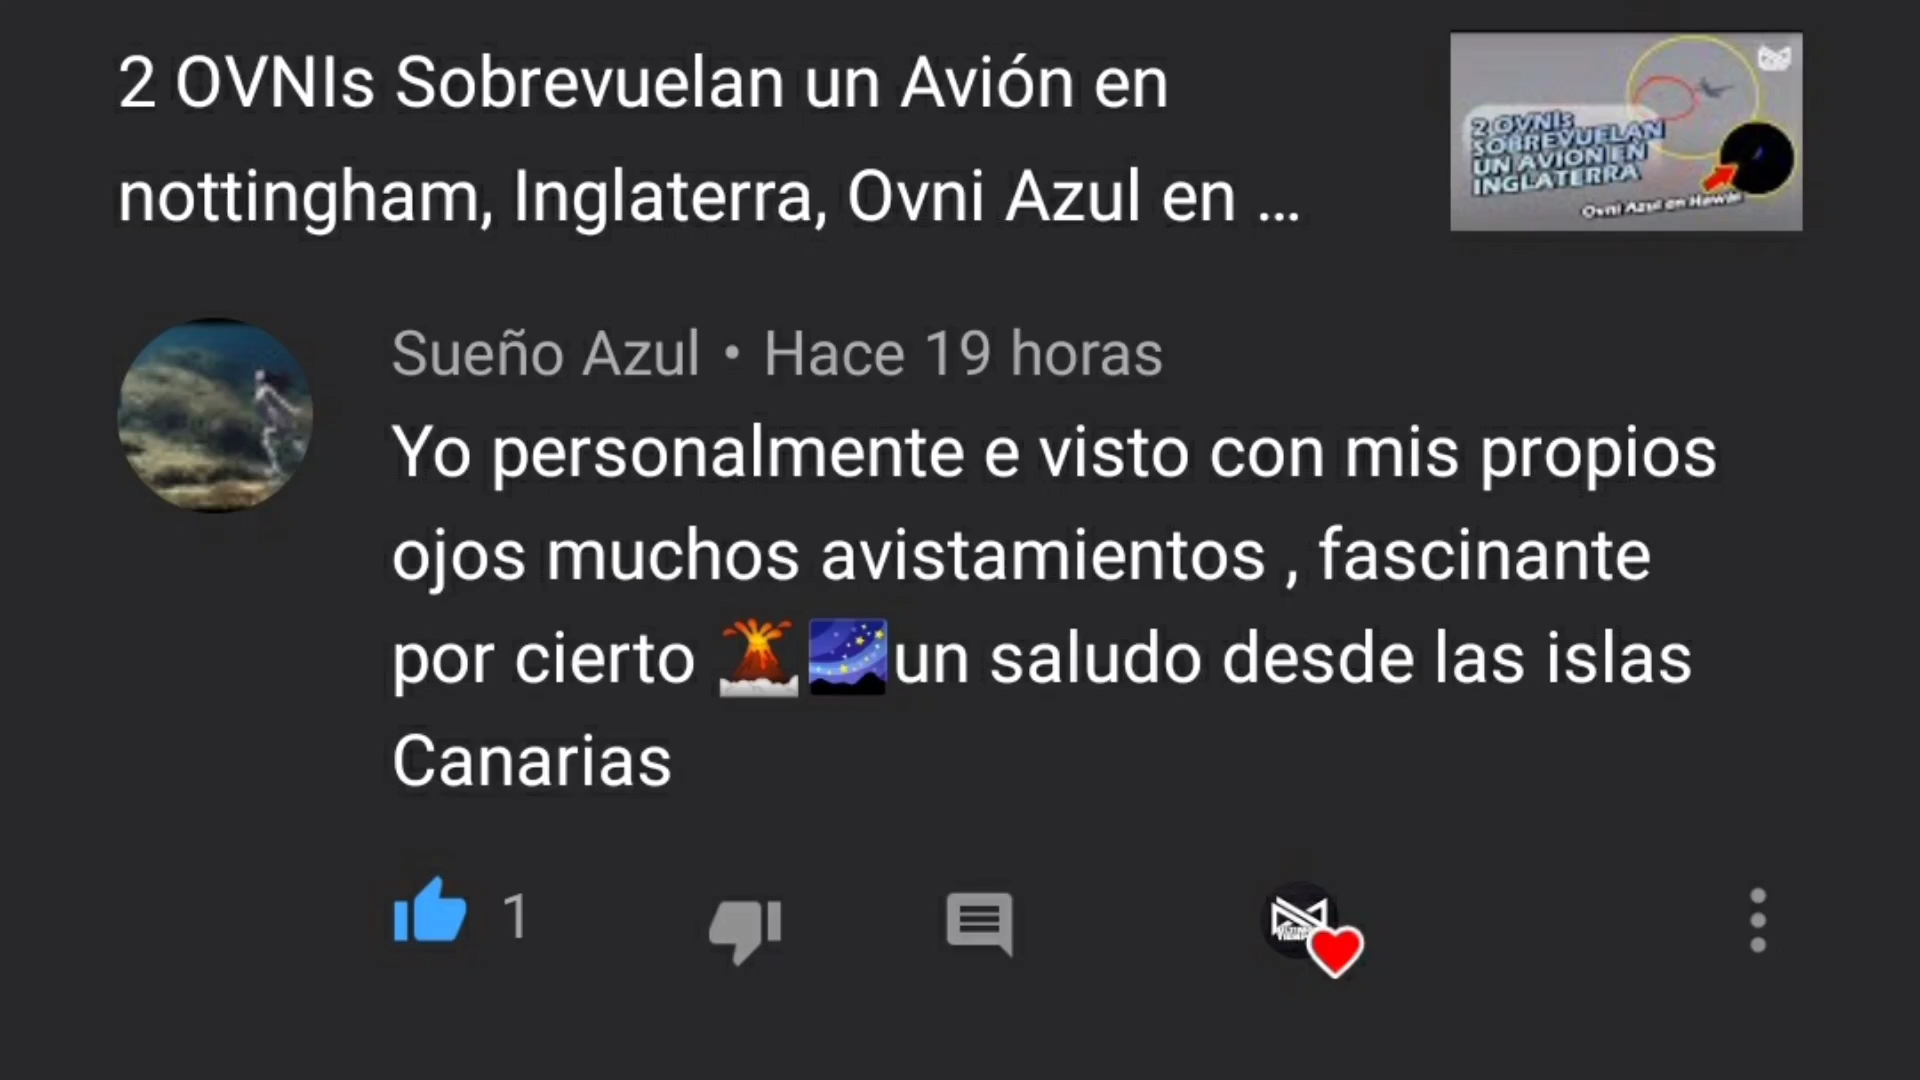 2 OVNIs Sobrevuelan un Avión en
nottingham, Inglaterra, Ovni Azul en ...
2 OVNIs
SOBREVUELAN
UN AVION EN
INGLATERRA
Ovni Azul en Hawái
Sueño Azul • Hace 19 horas
Yo personalmente e visto con mis propios
ojos muchos avistamientos , fascinante
por cierto 🌋🌌un saludo desde las islas
Canarias
1